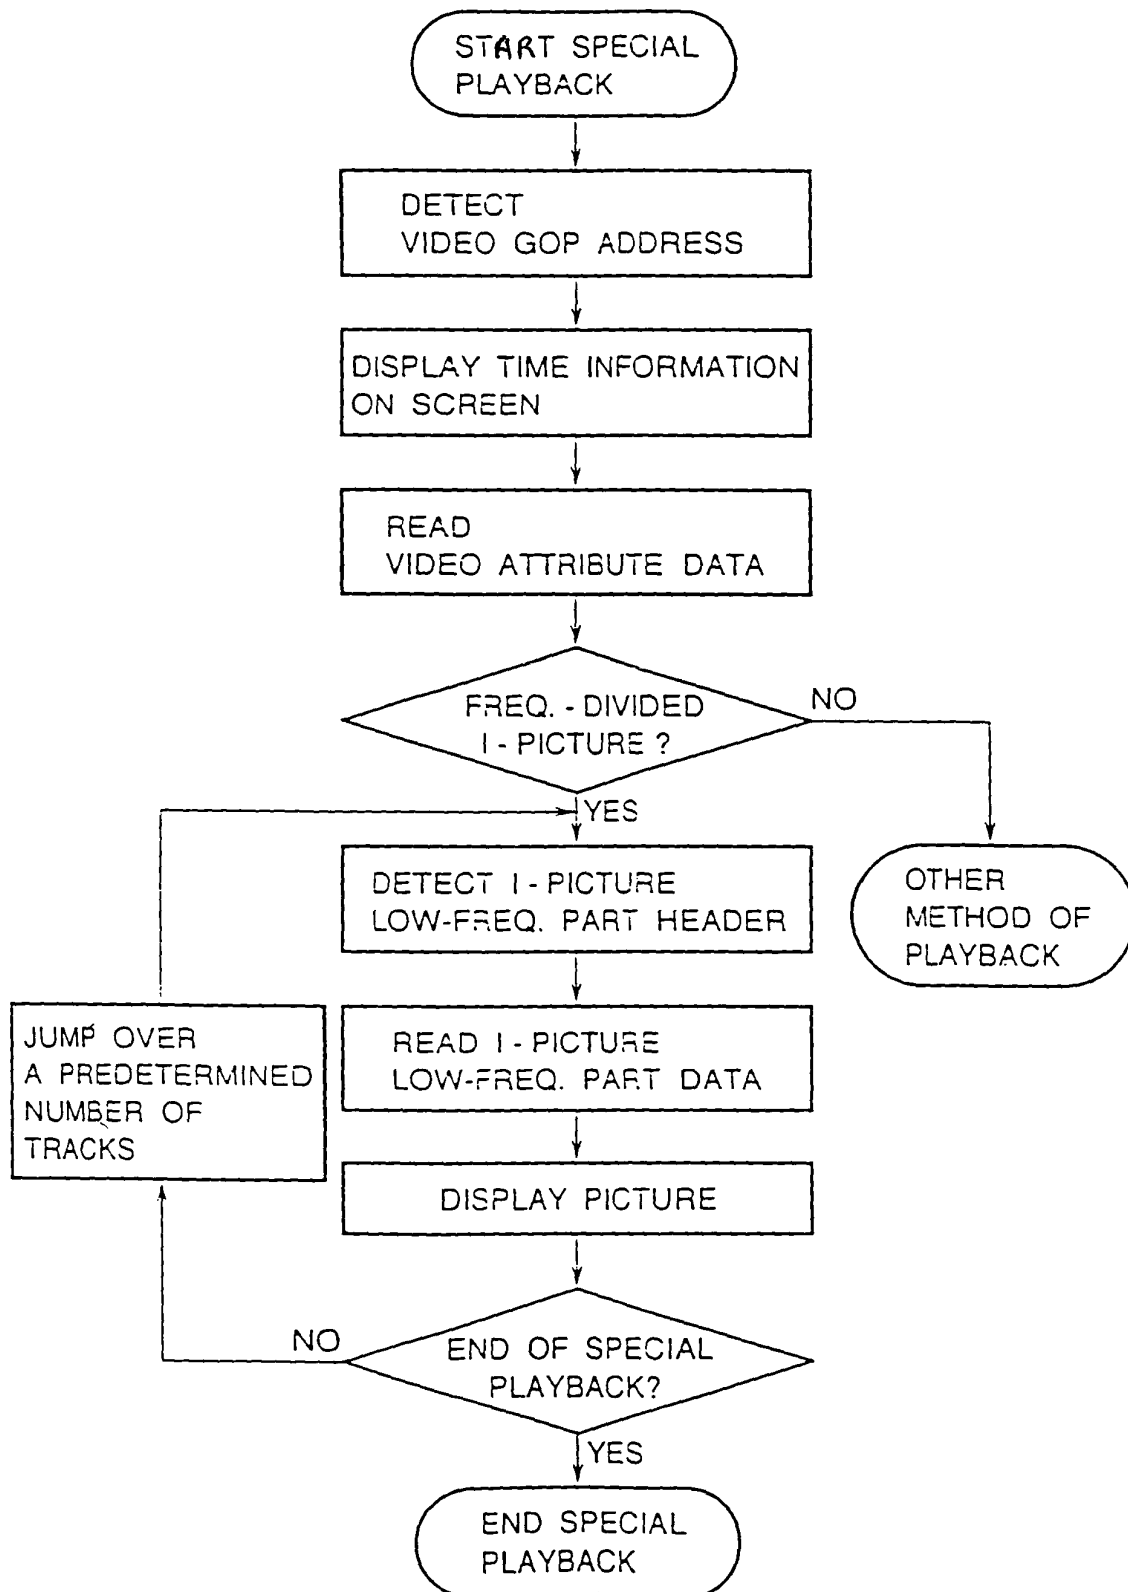 START SPECIAL
PLAYBACK
DETECT
VIDEO GOP ADDRESS
DISPLAY TIME INFORMATION
ON SCREEN
READ
VIDEO ATTRIBUTE DATA
FREQ. - DIVIDED
I - PICTURE ?
NO
YES
DETECT I - PICTURE
LOW-FREQ. PART HEADER
OTHER
METHOD OF
PLAYBACK
READ I - PICTURE
LOW-FREQ. PART DATA
JUMP OVER
A PREDETERMINED
NUMBER OF
TRACKS
DISPLAY PICTURE
END OF SPECIAL
PLAYBACK?
NO
YES
END SPECIAL
PLAYBACK